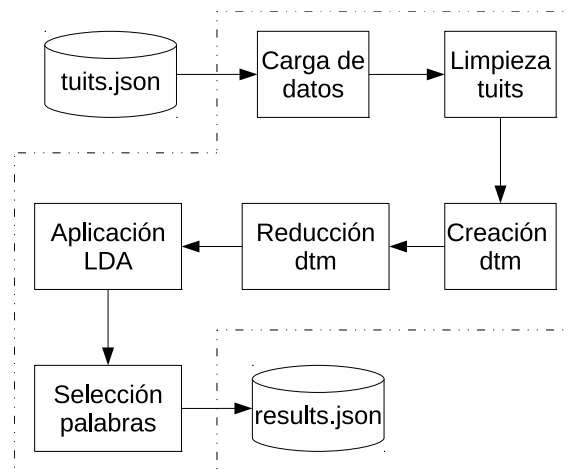 tuits.json
Carga de
datos
Limpieza
tuits
Aplicación
LDA
Reducción
dtm
Creación
dtm
Selección
palabras
results.json